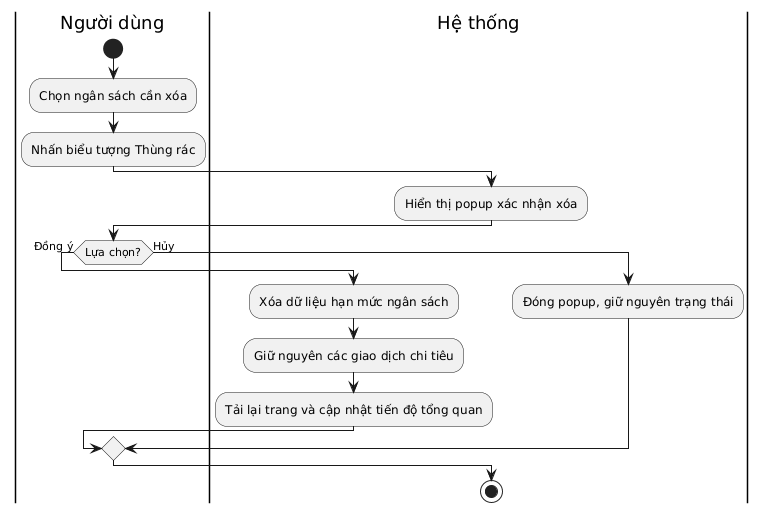 Người dùng
Hệ thống
Chọn ngân sách cần xóa
Nhấn biểu tượng Thùng rác
Hiển thị popup xác nhận xóa
Đồng ý
Lựa chọn?
Hủy
Xóa dữ liệu hạn mức ngân sách
Đóng popup, giữ nguyên trạng thái
Giữ nguyên các giao dịch chi tiêu
Tải lại trang và cập nhật tiến độ tổng quan